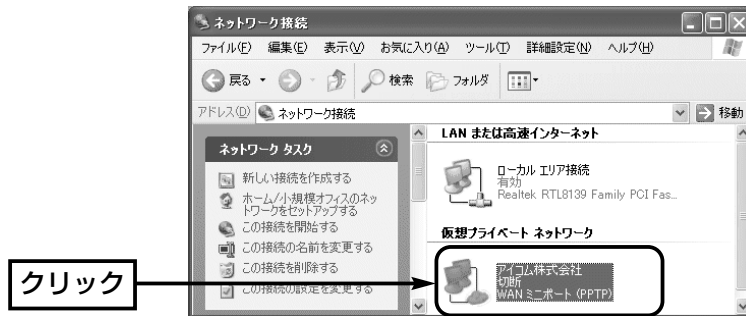 ネットワーク接続
ファイル(F) 編集(E) 表示(V) お気に入り(A) ツール(T) 詳細設定(N) ヘルプ(H)
戻る 検索 フォルダ
アドレス(D) ネットワーク接続 移動
ネットワーク タスク
新しい接続を作成する
ホーム/小規模オフィスのネッ
トワークをセットアップする
この接続を開始する
この接続の名前を変更する
この接続を削除する
この接続の設定を変更する
LAN または高速インターネット
ローカル エリア接続
有効
Realtek RTL8139 Family PCI Fas...
仮想プライベート ネットワーク
アイコム株式会社
切断
WAN ミニポート (PPTP)
クリック